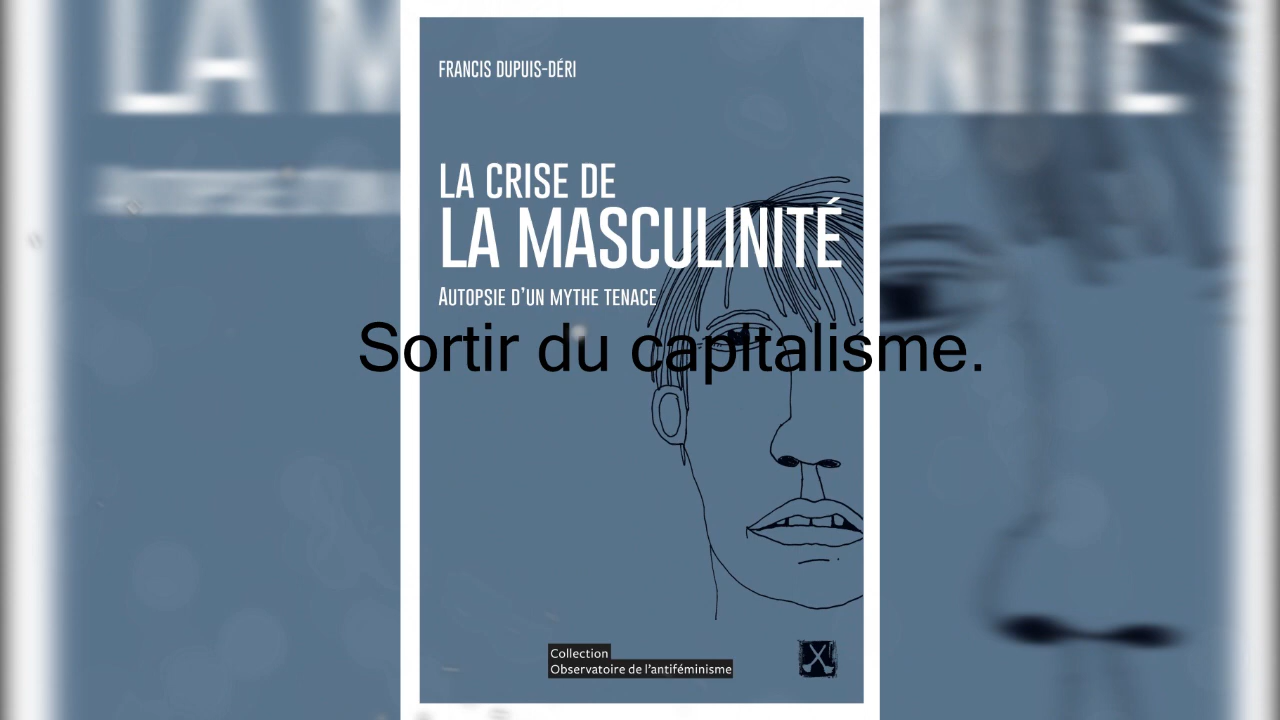 FRANCIS DUPUIS-DÉRI
LA CRISE DE
LA MASCULINITÉ
AUTOPSIE D'UN MYTHE TENACE
Sortir du capitalisme.
Collection
Observatoire de l'antiféminisme